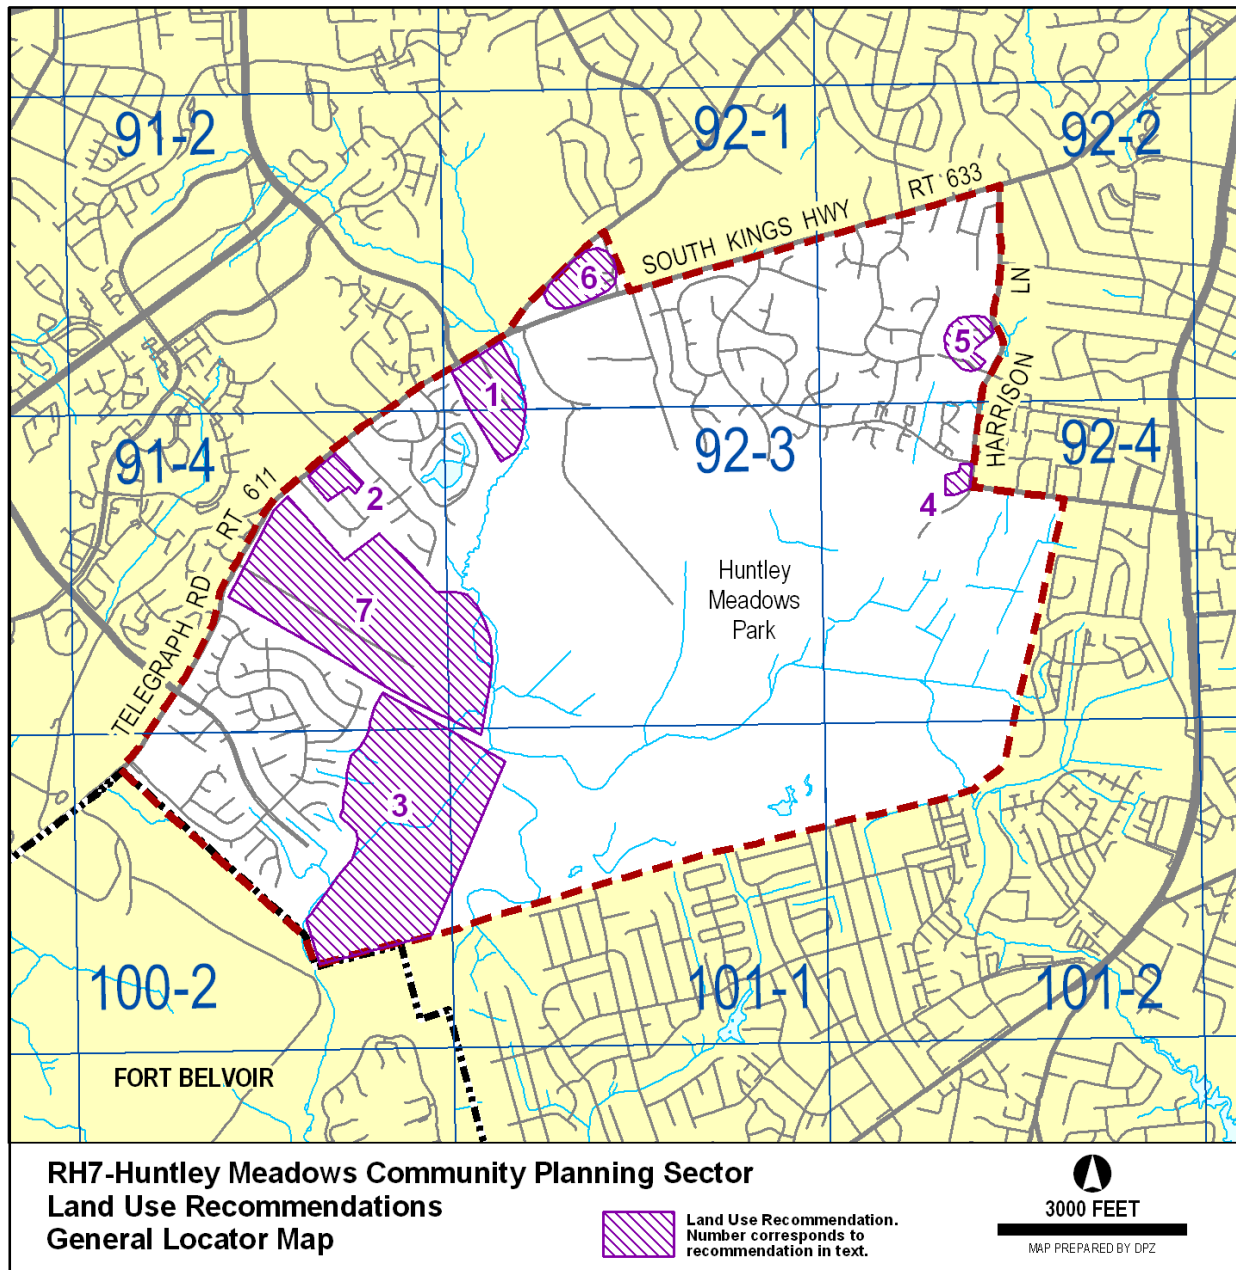 91-2
92-1
92-2
RT 633
SOUTH KINGS HWY
6
LN
5
1
HARRISON
91-4
92-3
92-4
2
4
RT 611
Huntley
Meadows
Park
7
TELEGRAPH RD
3
100-2
101-1
101-2
FORT BELVOIR
RH7-Huntley Meadows Community Planning Sector
Land Use Recommendations
General Locator Map
Land Use Recommendation.
Number corresponds to
recommendation in text.
3000 FEET
MAP PREPARED BY DPZ